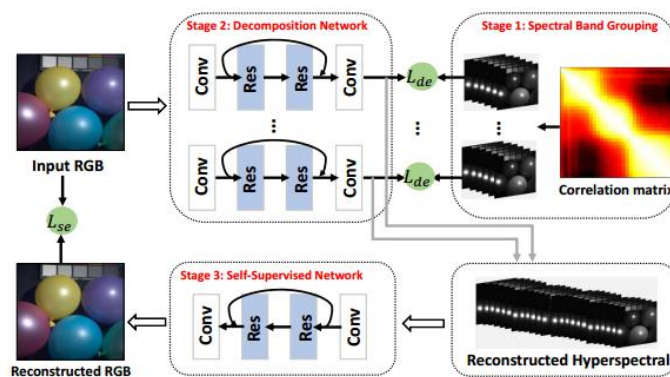 Stage 2: Decomposition Network
Stage 1: Spectral Band Grouping
Conv
Res
Res
Conv
L_de
...
...
...
Conv
Res
Res
Conv
L_de
Input RGB
Correlation matrix
L_se
Stage 3: Self-Supervised Network
Conv
Res
Res
Conv
Reconstructed RGB
Reconstructed Hyperspectral